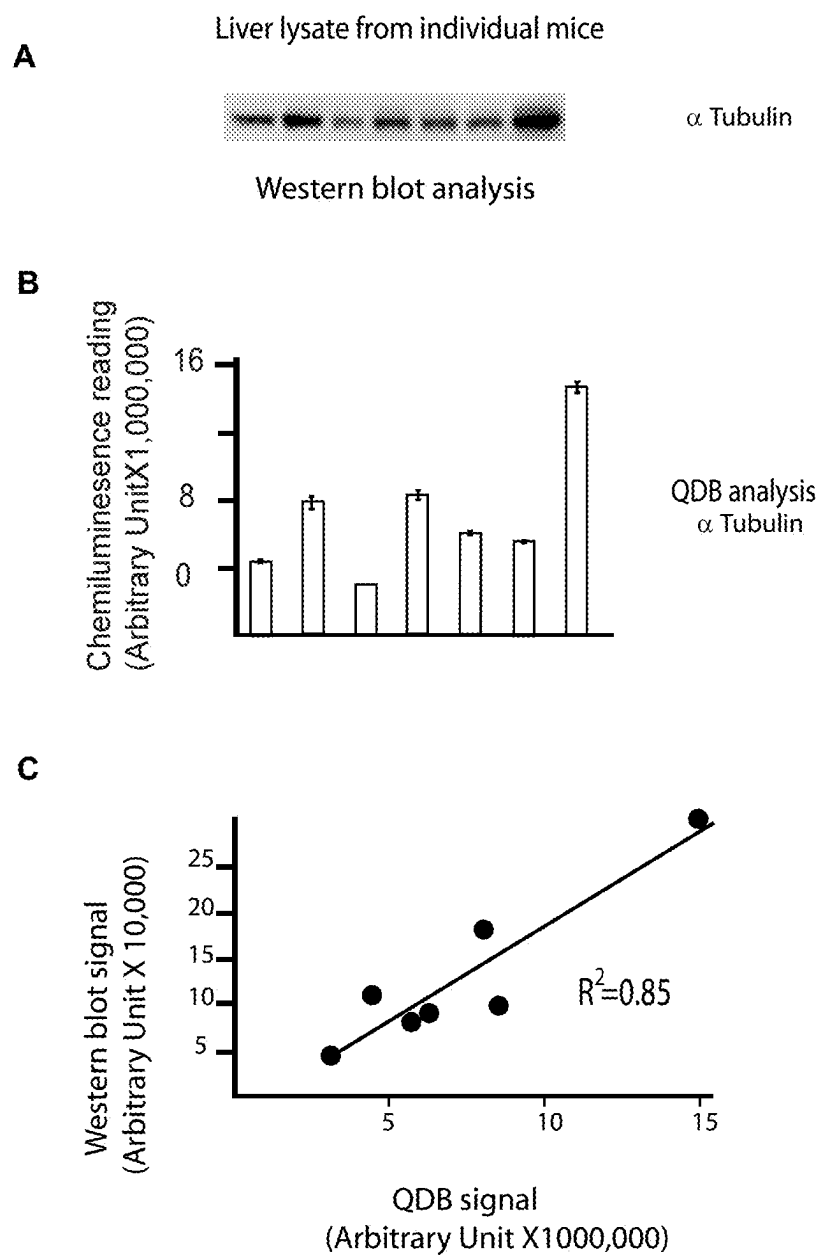 Liver lysate from individual mice
A
α Tubulin
Western blot analysis
B
Chemiluminesence reading
(Arbitrary UnitX1,000,000)
16
8
0
QDB analysis
α Tubulin
C
Western blot signal
(Arbitrary Unit X 10,000)
25
20
15
10
5
R²=0.85
5
10
15
QDB signal
(Arbitrary Unit X1000,000)